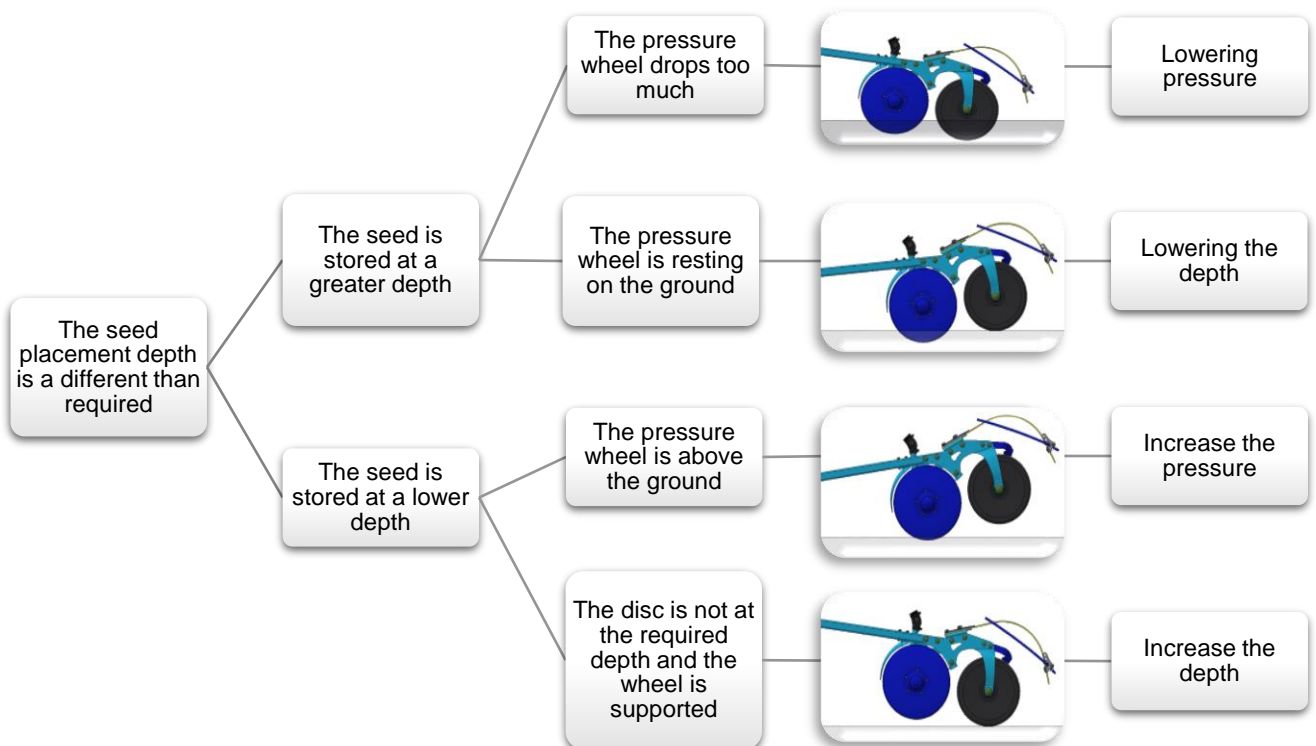 The seed
placement depth
is a different than
required
The seed is
stored at a
greater depth
The pressure
wheel drops too
much
Lowering
pressure
The pressure
wheel is resting
on the ground
Lowering the
depth
The seed is
stored at a lower
depth
The pressure
wheel is above
the ground
Increase the
pressure
The disc is not at
the required
depth and the
wheel is
supported
Increase the
depth